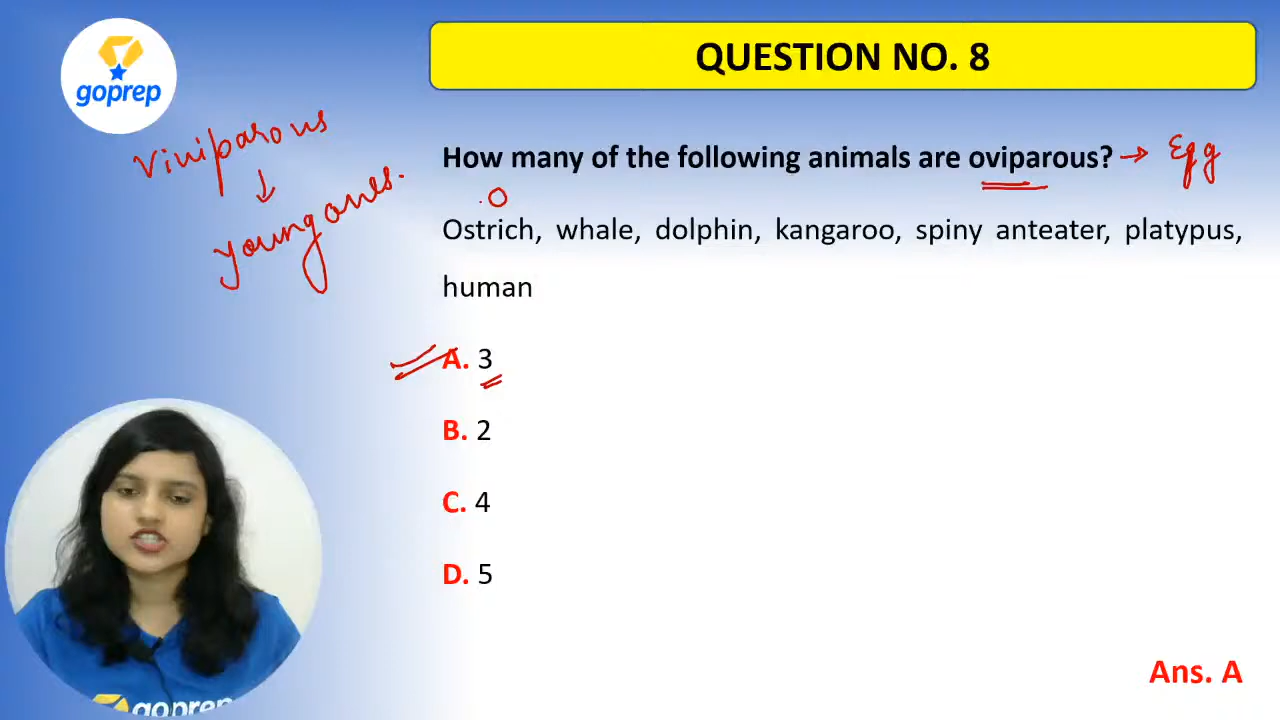 goprep
QUESTION NO. 8
Viviparous
↓
young ones.
How many of the following animals are oviparous? → Egg
O
Ostrich, whale, dolphin, kangaroo, spiny anteater, platypus,
human
A. 3
B. 2
C. 4
D. 5
Ans. A
goprep